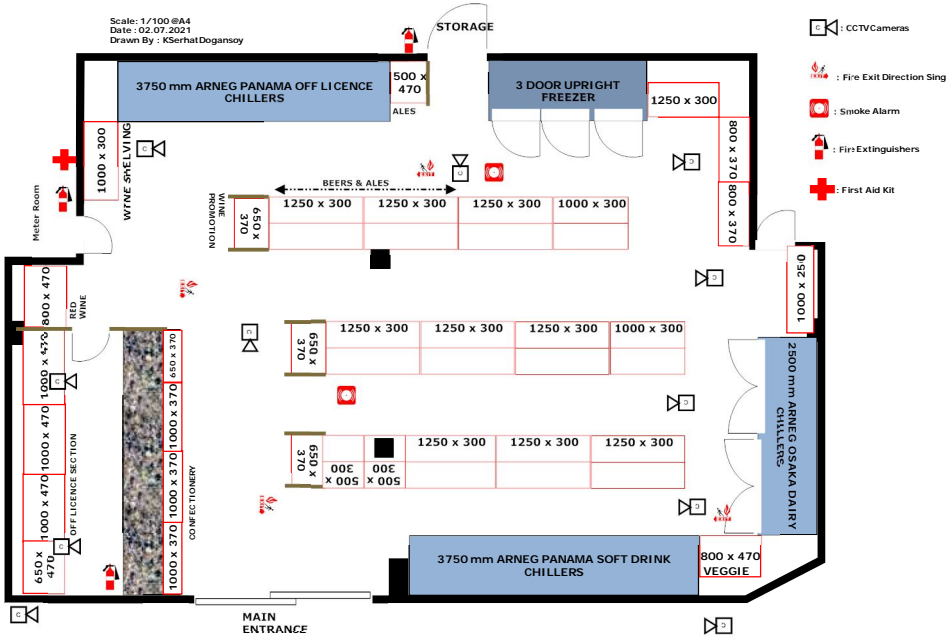 Scale: 1/100 @A4
Date : 02.07.2021
Drawn By : KSerhatDogansoy
STORAGE
C : CCTVCameras
EXIT : Fire Exit Direction Sing
: Smoke Alarm
: Fire Extinguishers
: First Aid Kit
3750 mm ARNEG PANAMA OFF LICENCE
CHILLERS
500 x
470
ALES
3 DOOR UPRIGHT
FREEZER
1250 x 300
800 x 370
800 x 370
1000 x 300
WINE SHELVING
C
C
C
EXIT
BEERS & ALES
WINE
PROMOTION
650 x
370
1250 x 300
1250 x 300
1250 x 300
1000 x 300
Meter Room
C
1000 x 250
800 x 470
RED
WINE
EXIT
C
650 x
370
1250 x 300
1250 x 300
1250 x 300
1000 x 300
1000 x 470
650 x 370
C
C
2500 mm ARNEG OSAKA DAIRY
CHILLERS
1000 x 470
1000 x 370
650 x
370
500 x
300
500 x
300
1250 x 300
1250 x 300
1250 x 300
1000 x 470
OFF LICENCE SECTION
1000 x 370
CONFECTIONERY
EXIT
C
EXIT
C
650 x
470
1000 x 370
3750 mm ARNEG PANAMA SOFT DRINK
CHILLERS
800 x 470
VEGGIE
C
MAIN
ENTRANCE
C